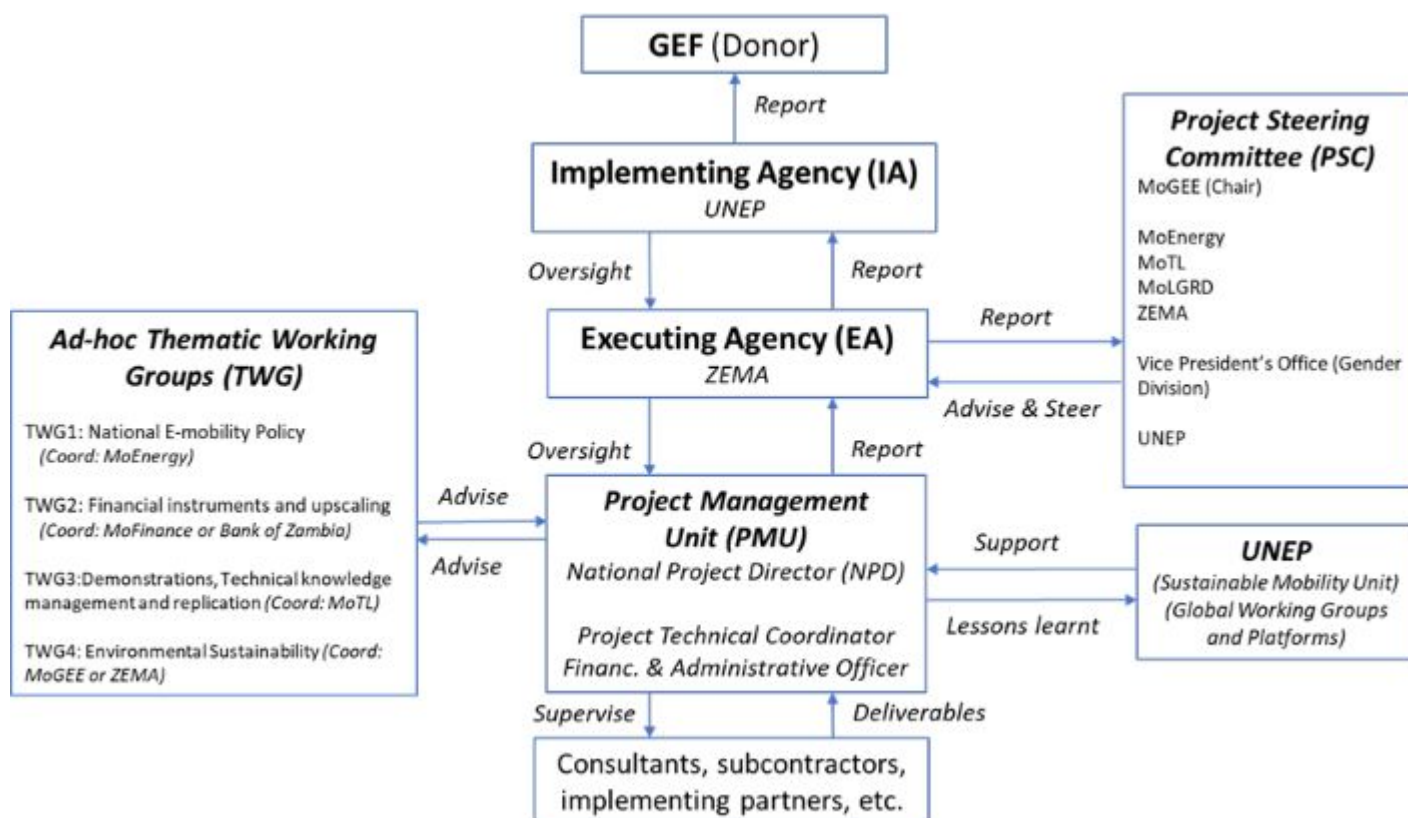 GEF (Donor)
Report
Implementing Agency (IA)
UNEP
Oversight
Report
Executing Agency (EA)
ZEMA
Report
Advise & Steer
Oversight
Report
Project Steering
Committee (PSC)
MoGEE (Chair)
MoEnergy
MoTL
MoLGRD
ZEMA
Vice President's Office (Gender
Division)
UNEP
Ad-hoc Thematic Working
Groups (TWG)
TWG1: National E-mobility Policy
(Coord: MoEnergy)
TWG2: Financial instruments and upscaling
(Coord: MoFinance or Bank of Zambia)
TWG3:Demonstrations, Technical knowledge
management and replication (Coord: MoTL)
TWG4: Environmental Sustainability (Coord:
MoGEE or ZEMA)
Advise
Advise
Project Management
Unit (PMU)
National Project Director (NPD)
Project Technical Coordinator
Financ. & Administrative Officer
Support
Lessons learnt
UNEP
(Sustainable Mobility Unit)
(Global Working Groups
and Platforms)
Supervise
Deliverables
Consultants, subcontractors,
implementing partners, etc.